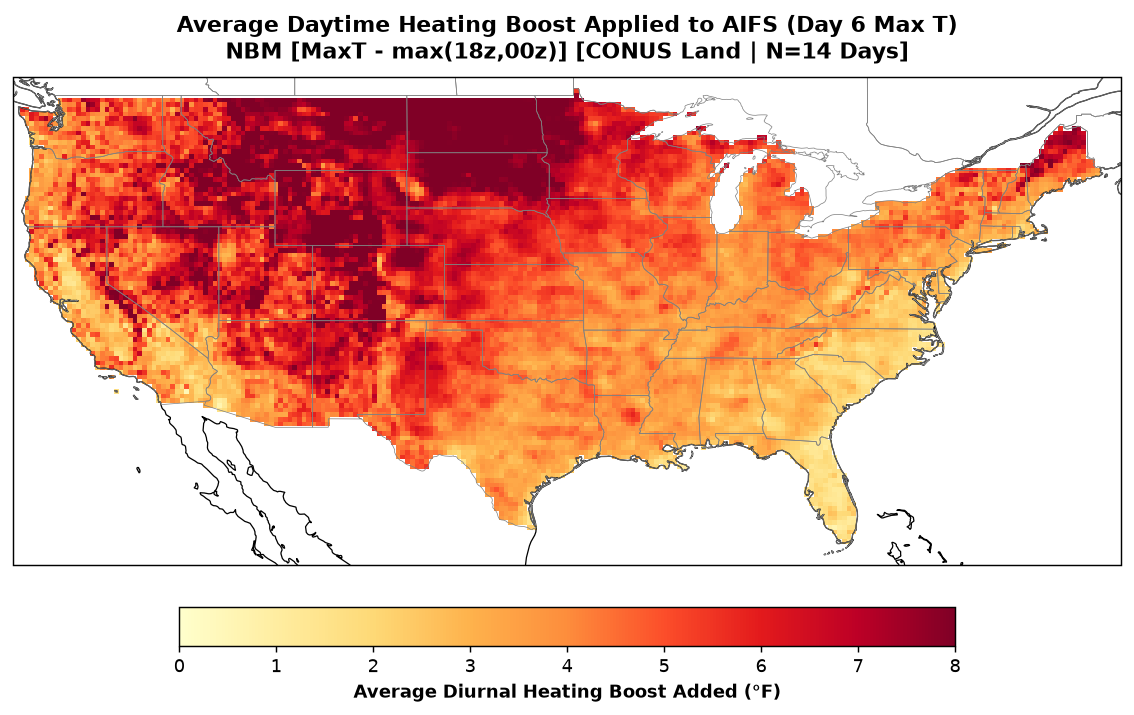 Average Daytime Heating Boost Applied to AIFS (Day 6 Max T)
NBM [MaxT - max(18z,00z)] [CONUS Land | N=14 Days]
0 1 2 3 4 5 6 7 8
Average Diurnal Heating Boost Added (°F)